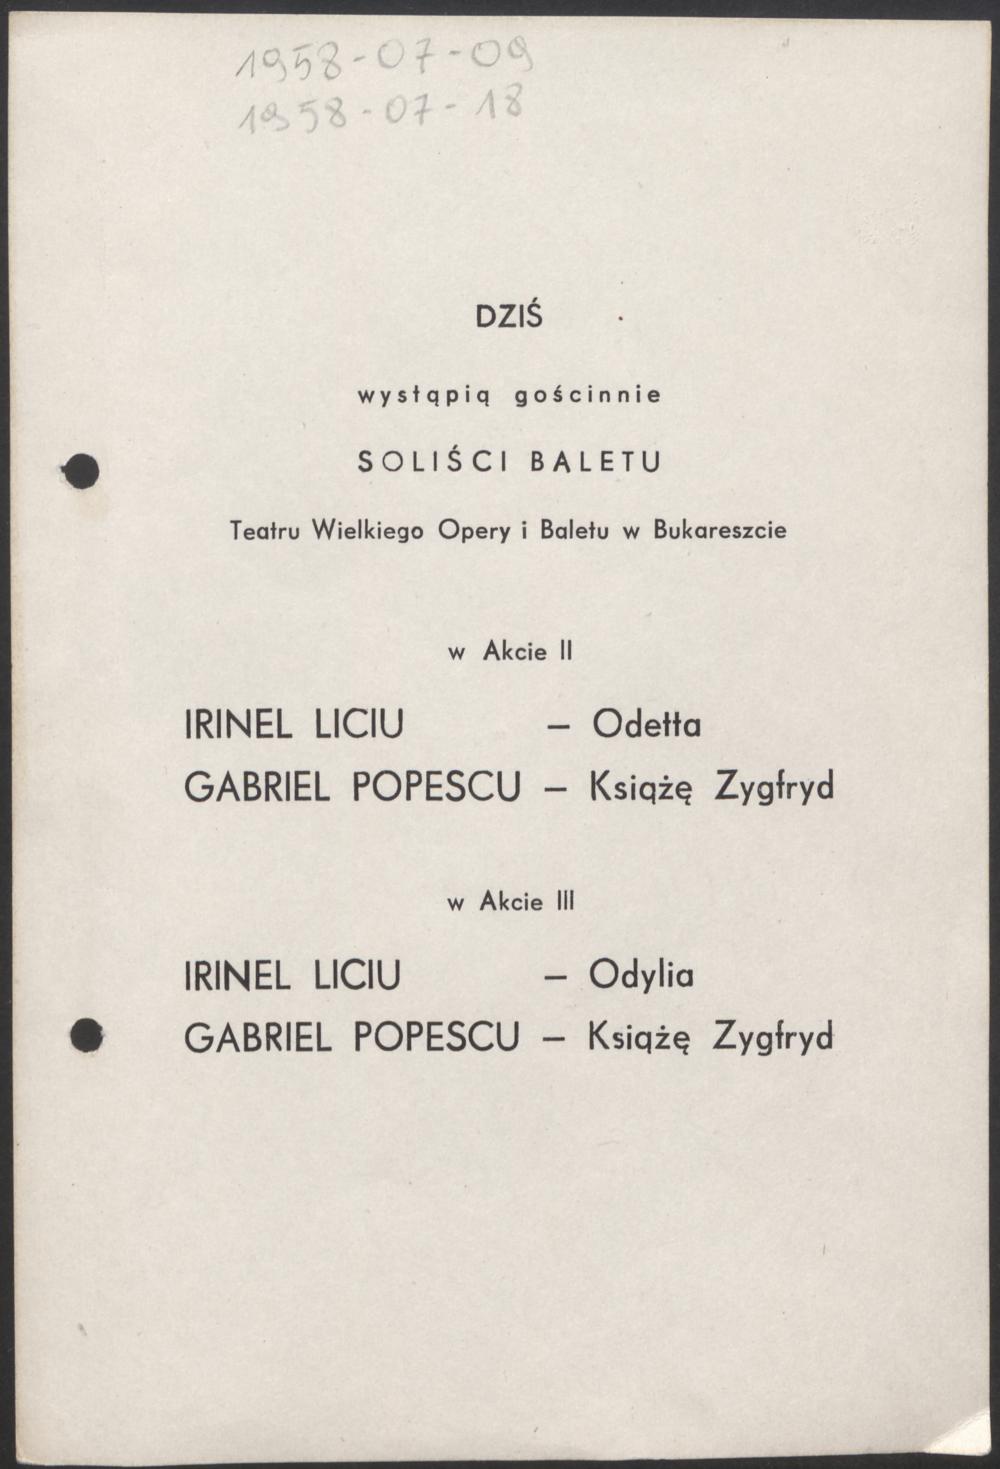 1958-07-09
1958-07-18
DZIŚ
wystąpią gościnnie
SOLIŚCI BALETU
Teatru Wielkiego Opery i Baletu w Bukareszcie
w Akcie II
IRINEL LICIU – Odetta
GABRIEL POPESCU – Książę Zygfryd
w Akcie III
IRINEL LICIU – Odylia
GABRIEL POPESCU – Książę Zygfryd